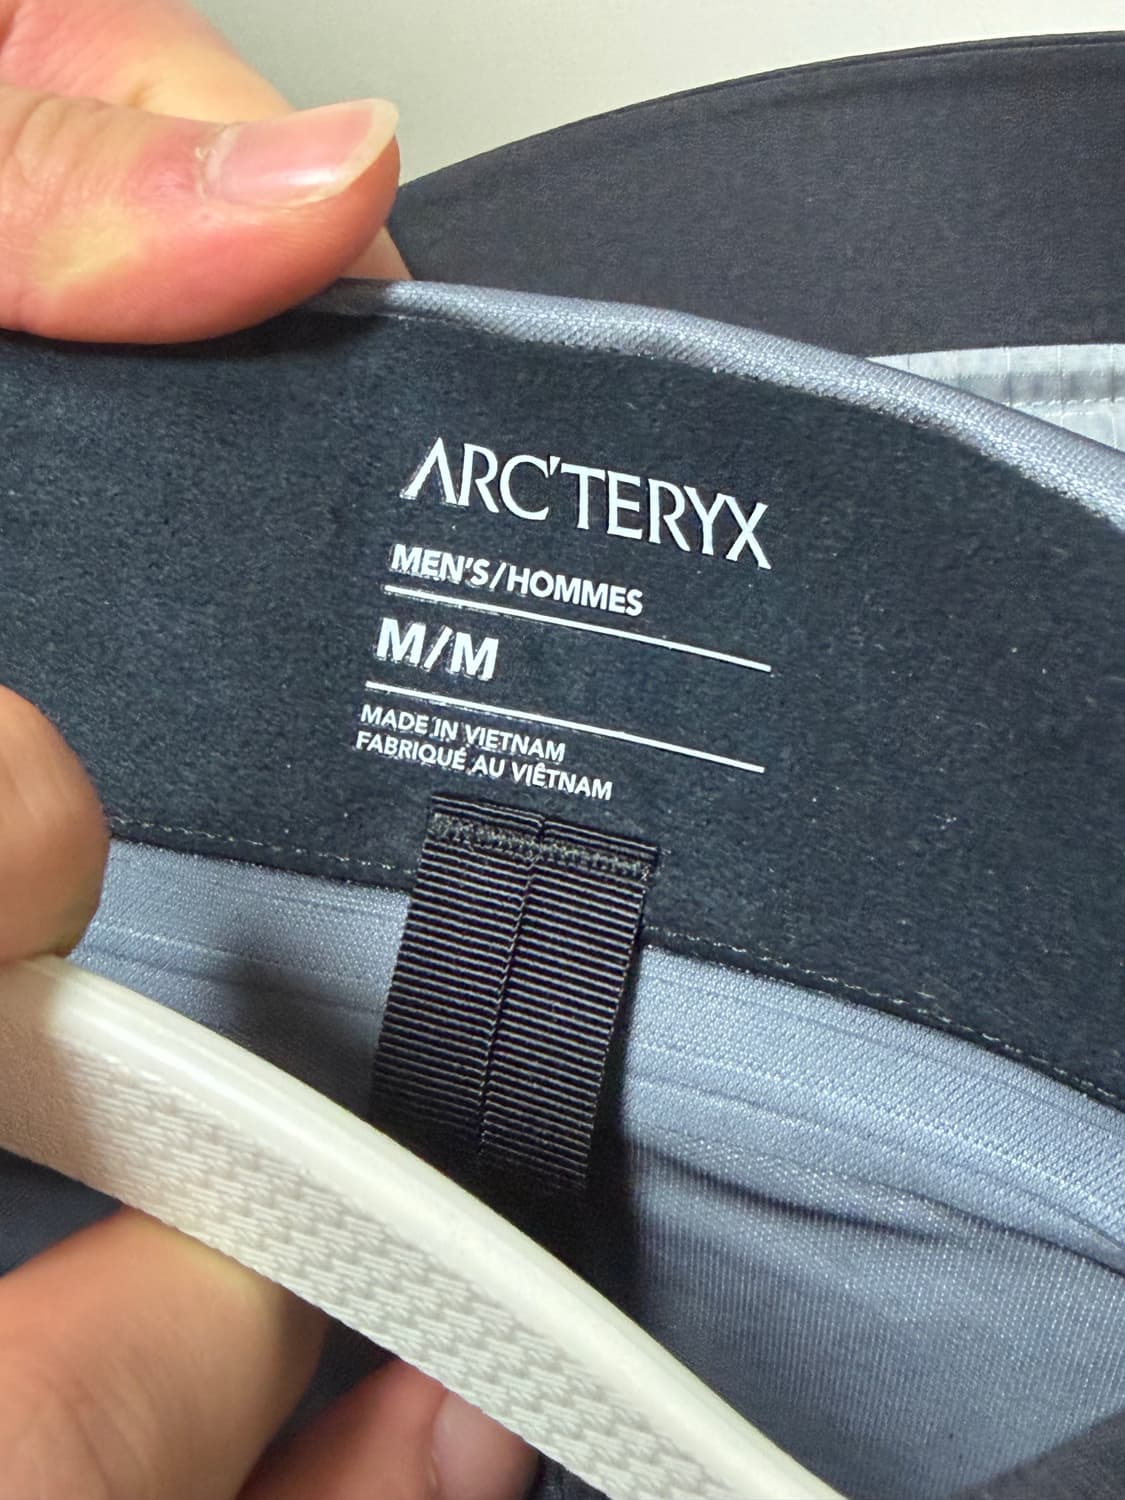 ARC'TERYX
MEN'S/HOMMES
M/M
MADE IN VIETNAM
FABRIQUÉ AU VIÊTNAM